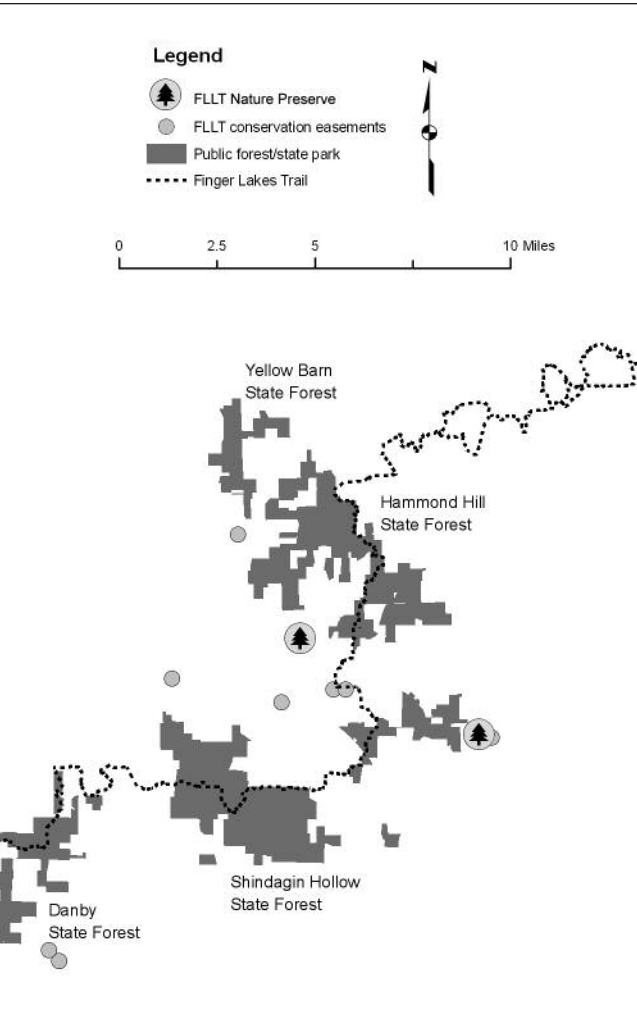 Legend
N
FLLT Nature Preserve
FLLT conservation easements
Public forest/state park
Finger Lakes Trail
0 2.5 5 10 Miles
Yellow Barn
State Forest
Hammond Hill
State Forest
Shindagin Hollow
State Forest
Danby
State Forest